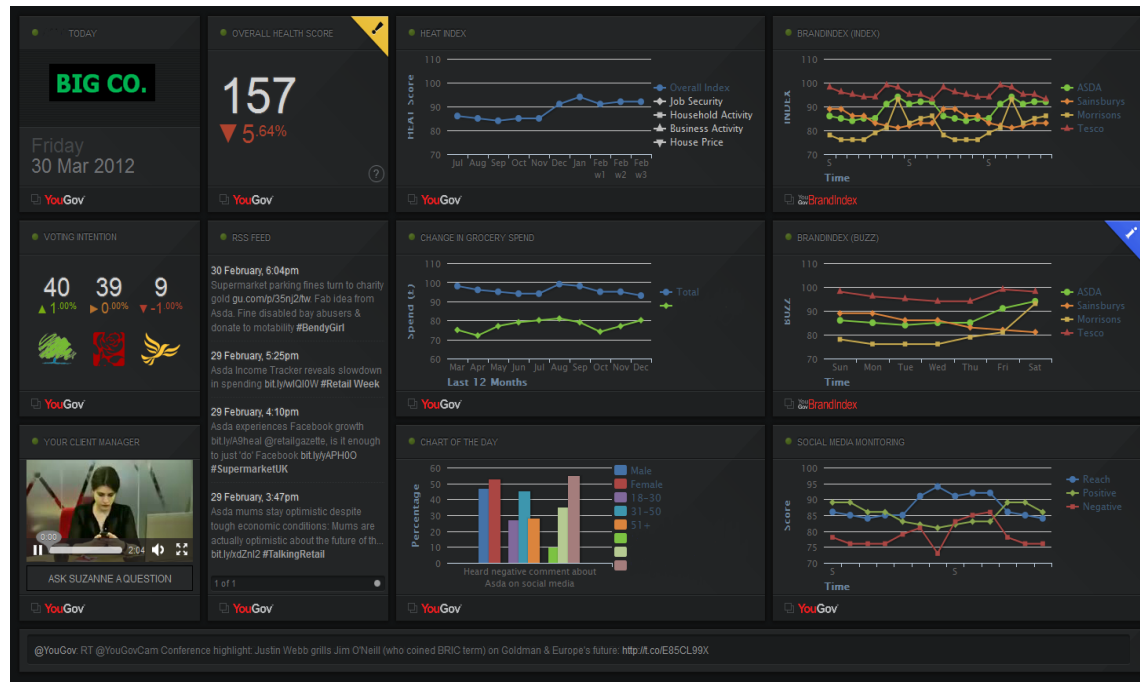 TODAY
BIG CO.
Friday
30 Mar 2012
YouGov
OVERALL HEALTH SCORE
!
157
▼ 5.64%
?
YouGov
HEAT INDEX
HEAT Score
110
100
90
80
70
Jul Aug Sep Oct Nov Dec Jan Feb Feb Feb
w1 w2 w3
Overall Index
Job Security
Household Activity
Business Activity
House Price
YouGov
BRANDINDEX (INDEX)
INDEX
110
100
90
80
70
S S S
Time
ASDA
Sainsburys
Morrisons
Tesco
YouGov BrandIndex
VOTING INTENTION
40 39 9
▲ 1.00% ▶ 0.00% ▼ -1.00%
YouGov
RSS FEED
30 February, 6:04pm
Supermarket parking fines turn to charity
gold gu.com/p/35nj2/tw. Fab idea from
Asda. Fine disabled bay abusers &
donate to motability #BendyGirl
29 February, 5:25pm
Asda Income Tracker reveals slowdown
in spending bit.ly/wlQI0W #Retail Week
29 February, 4:10pm
Asda experiences Facebook growth
bit.ly/A9heal @retailgazette, is it enough
to just 'do' Facebook bit.ly/yAPH0O
#SupermarketUK
29 February, 3:47pm
Asda mums stay optimistic despite
tough economic conditions: Mums are
actually optimistic about the future of th...
bit.ly/xdZnI2 #TalkingRetail
1 of 1
YouGov
CHANGE IN GROCERY SPEND
Spend (£)
110
100
90
80
70
60
Mar Apr May Jun Jul Aug Sep Oct Nov Dec
Last 12 Months
Total
YouGov
BRANDINDEX (BUZZ)
i
BUZZ
110
100
90
80
70
Sun Mon Tue Wed Thu Fri Sat
Time
ASDA
Sainsburys
Morrisons
Tesco
YouGov BrandIndex
YOUR CLIENT MANAGER
0:00
2:04
ASK SUZANNE A QUESTION
YouGov
CHART OF THE DAY
Percentage
60
50
40
30
20
10
0
Heard negative comment about
Asda on social media
Male
Female
18-30
31-50
51+
YouGov
SOCIAL MEDIA MONITORING
Score
100
95
90
85
80
75
70
S S
Time
Reach
Positive
Negative
YouGov
@YouGov: RT @YouGovCam Conference highlight: Justin Webb grills Jim O'Neill (who coined BRIC term) on Goldman & Europe's future: http://t.co/E85CL99X